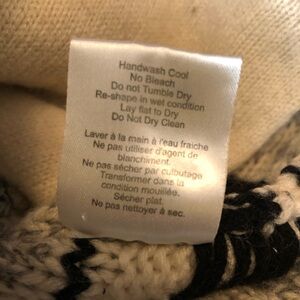 Handwash Cool
No Bleach
Do not Tumble Dry
Re-shape in wet condition
Lay flat to Dry
Do Not Dry Clean
Laver à la main à l'eau fraiche
Ne pas utiliser d'agent de
blanchiment.
Ne pas sécher par culbutage
Transformer dans la
condition mouillée.
Sécher plat.
Ne pas nettoyer à sec.